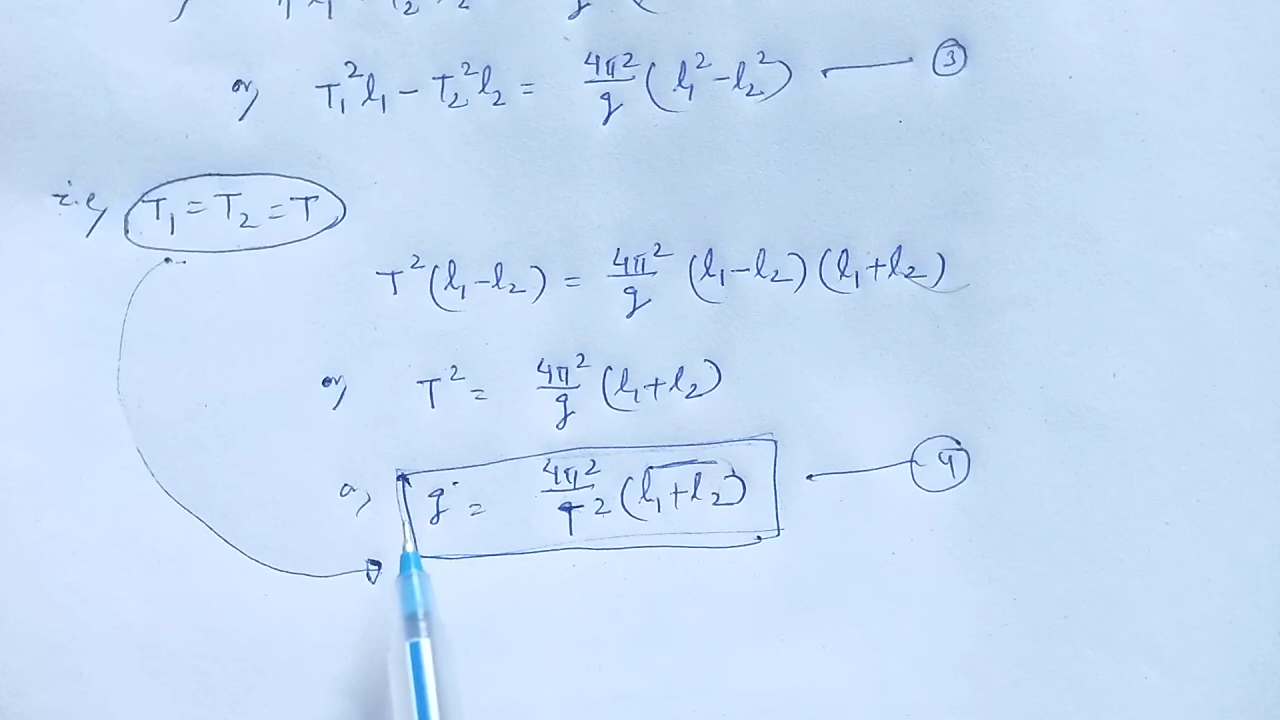 or, T₁²l₁ - T₂²l₂ = 4π²/g (l₁² - l₂²) — ③
i.e, T₁ = T₂ = T
T²(l₁-l₂) = 4π²/g (l₁-l₂)(l₁+l₂)
or, T² = 4π²/g (l₁+l₂)
or, g = 4π²/T² (l₁+l₂) — ④